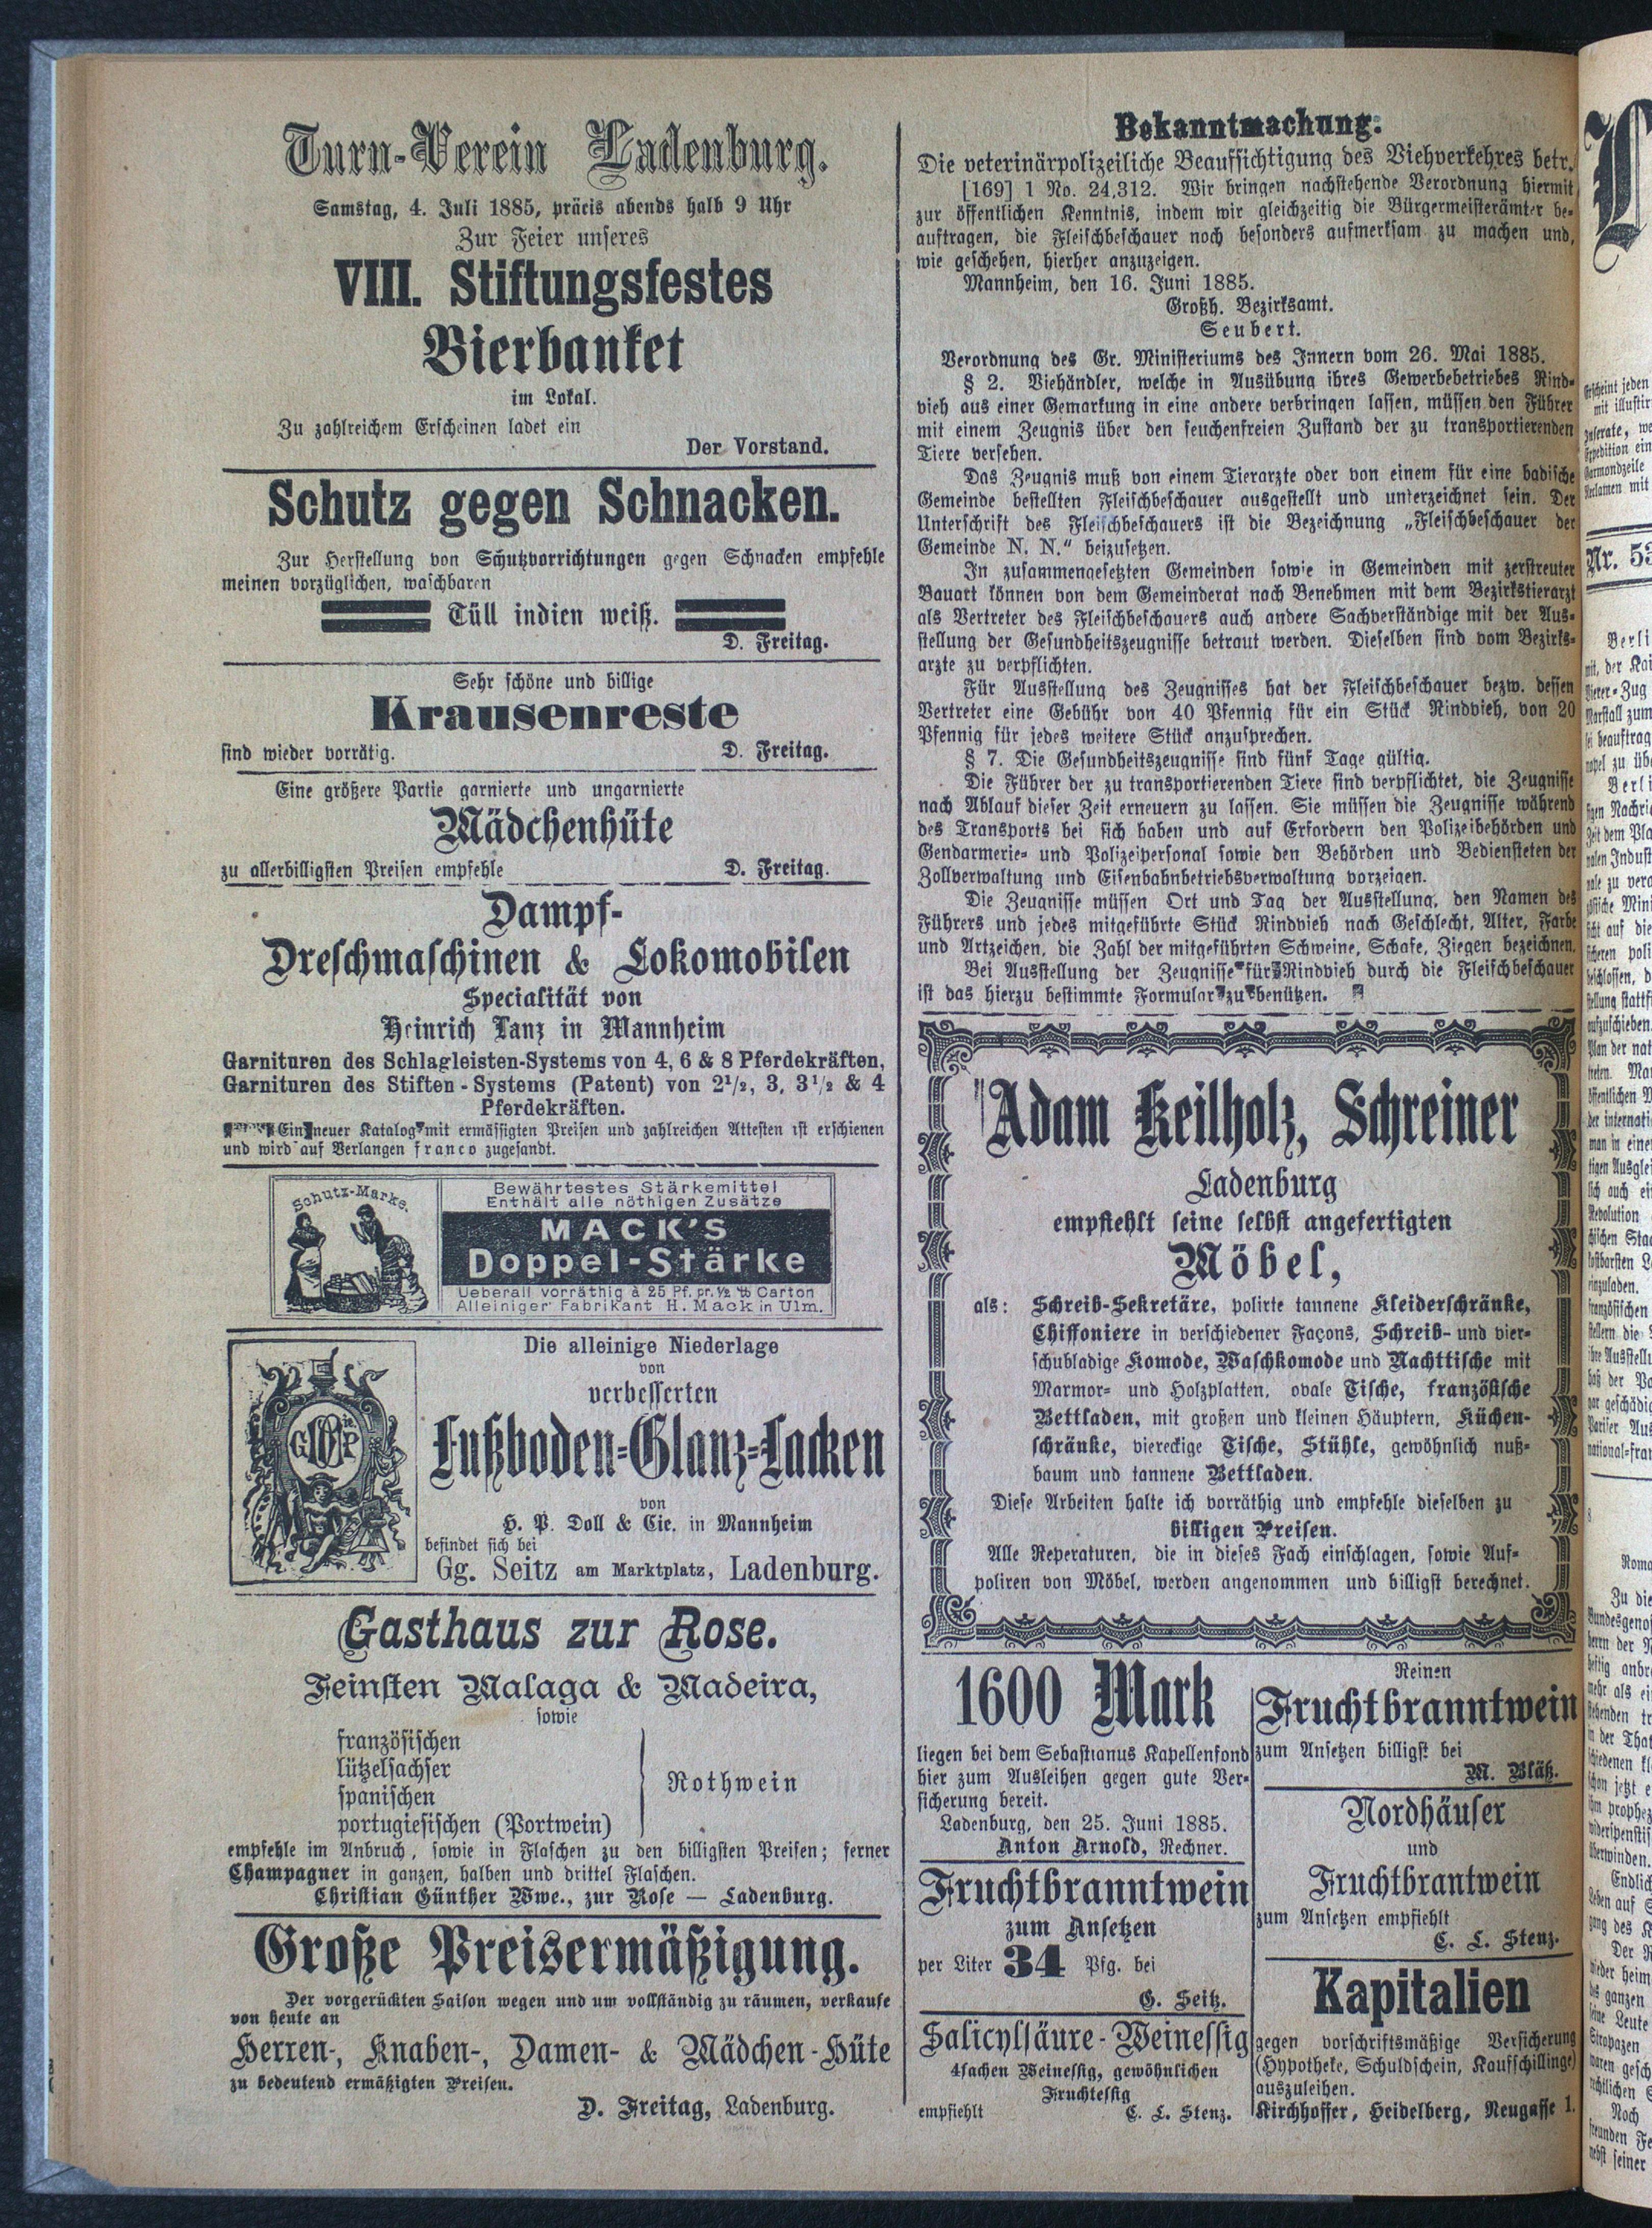 Turn-Verein Ladenburg.
Samstag, 4. Juli 1885, präcis abends halb 9 Uhr
Zur Feier unseres
VIII. Stiftungsfestes
Bierbanket
im Lokal.
Zu zahlreichem Erscheinen ladet ein
Der Vorstand.
Schutz gegen Schnacken.
Zur Herstellung von Schutzvorrichtungen gegen Schnacken empfehle
meinen vorzüglichen, waschbaren
Tüll indien weiß.
D. Freitag.
Sehr schöne und billige
Krausenreste
sind wieder vorrätig. D. Freitag.
Eine größere Partie garnierte und ungarnierte
Mädchenhüte
zu allerbilligsten Preisen empfehle D. Freitag.
Dampf-
Dreschmaschinen & Lokomobilen
Specialität von
Heinrich Lanz in Mannheim
Garnituren des Schlagleisten-Systems von 4, 6 & 8 Pferdekräften,
Garnituren des Stiften-Systems (Patent) von 2½, 3, 3½ & 4
Pferdekräften.
Ein neuer Katalog mit ermässigten Preisen und zahlreichen Attesten ist erschienen
und wird auf Verlangen franco zugesandt.
Schutz-Marke.
Bewährtestes Stärkemittel
Enthält alle nöthigen Zusätze
MACK'S
Doppel-Stärke
Ueberall vorräthig à 25 Pf. pr. ½ ℔ Carton
Alleiniger Fabrikant H. Mack in Ulm.
Die alleinige Niederlage
von
verbesserten
Fußboden-Glanz-Lacken
von
H. P. Doll & Cie. in Mannheim
befindet sich bei
Gg. Seitz am Marktplatz, Ladenburg.
Gasthaus zur Rose.
Feinsten Malaga & Madeira,
sowie
französischen
lützelsachser
spanischen
portugiesischen (Portwein)
Rothwein
empfehle im Anbruch, sowie in Flaschen zu den billigsten Preisen; ferner
Champagner in ganzen, halben und drittel Flaschen.
Christian Günther Wwe., zur Rose — Ladenburg.
Große Preisermäßigung.
Der vorgerückten Saison wegen und um vollständig zu räumen, verkaufe
von heute an
Herren-, Knaben-, Damen- & Mädchen-Hüte
zu bedeutend ermäßigten Preisen.
D. Freitag, Ladenburg.
Bekanntmachung.
Die veterinärpolizeiliche Beaufsichtigung des Viehverkehres betr.
[169] 1 No. 24,312. Wir bringen nachstehende Verordnung hiermit
zur öffentlichen Kenntnis, indem wir gleichzeitig die Bürgermeisterämter be-
auftragen, die Fleischbeschauer noch besonders aufmerksam zu machen und,
wie geschehen, hierher anzuzeigen.
Mannheim, den 16. Juni 1885.
Großh. Bezirksamt.
Seubert.
Verordnung des Gr. Ministeriums des Innern vom 26. Mai 1885.
§ 2. Viehändler, welche in Ausübung ihres Gewerbebetriebes Rind-
vieh aus einer Gemarkung in eine andere verbringen lassen, müssen den Führer
mit einem Zeugnis über den seuchenfreien Zustand der zu transportierenden
Tiere versehen.
Das Zeugnis muß von einem Tierarzte oder von einem für eine badische
Gemeinde bestellten Fleischbeschauer ausgestellt und unterzeichnet sein. Der
Unterschrift des Fleischbeschauers ist die Bezeichnung „Fleischbeschauer der
Gemeinde N. N." beizusetzen.
In zusammengesetzten Gemeinden sowie in Gemeinden mit zerstreuter
Bauart können von dem Gemeinderat nach Benehmen mit dem Bezirkstierarzt
als Vertreter des Fleischbeschauers auch andere Sachverständige mit der Aus-
stellung der Gesundheitszeugnisse betraut werden. Dieselben sind vom Bezirks-
arzte zu verpflichten.
Für Ausstellung des Zeugnisses hat der Fleischbeschauer bezw. dessen
Vertreter eine Gebühr von 40 Pfennig für ein Stück Rindvieh, von 20
Pfennig für jedes weitere Stück anzusprechen.
§ 7. Die Gesundheitszeugnisse sind fünf Tage gültig.
Die Führer der zu transportierenden Tiere sind verpflichtet, die Zeugnisse
nach Ablauf dieser Zeit erneuern zu lassen. Sie müssen die Zeugnisse während
des Transports bei sich haben und auf Erfordern den Polizeibehörden und
Gendarmerie- und Polizeipersonal sowie den Behörden und Bediensteten der
Zollverwaltung und Eisenbahnbetriebsverwaltung vorzeigen.
Die Zeugnisse müssen Ort und Tag der Ausstellung, den Namen des
Führers und jedes mitgeführte Stück Rindvieh nach Geschlecht, Alter, Farbe
und Artzeichen, die Zahl der mitgeführten Schweine, Schafe, Ziegen bezeichnen.
Bei Ausstellung der Zeugnisse für Rindvieh durch die Fleischbeschauer
ist das hierzu bestimmte Formular zu benützen.
Adam Keilholz, Schreiner
Ladenburg
empfiehlt seine selbst angefertigten
Möbel,
als: Schreib-Sekretäre, polirte tannene Kleiderschränke,
Chiffoniere in verschiedener Façons, Schreib- und vier-
schubladige Komode, Waschkomode und Nachttische mit
Marmor- und Holzplatten, ovale Tische, französische
Bettladen, mit großen und kleinen Häuptern, Küchen-
schränke, viereckige Tische, Stühle, gewöhnlich nuß-
baum und tannene Bettladen.
Diese Arbeiten halte ich vorräthig und empfehle dieselben zu
billigen Preisen.
Alle Reperaturen, die in dieses Fach einschlagen, sowie Auf-
poliren von Möbel, werden angenommen und billigst berechnet.
1600 Mark
liegen bei dem Sebastianus Kapellenfond
hier zum Ausleihen gegen gute Ver-
sicherung bereit.
Ladenburg, den 25. Juni 1885.
Anton Arnold, Rechner.
Fruchtbranntwein
zum Ansetzen
per Liter 34 Pfg. bei
G. Seitz.
Salicylsäure-Weinessig
4fachen Weinessig, gewöhnlichen
Fruchtessig
empfiehlt C. L. Stenz.
Reinen
Fruchtbranntwein
zum Ansetzen billigst bei
M. Bläß.
Nordhäuser
und
Fruchtbrantwein
zum Ansetzen empfiehlt
C. L. Stenz.
Kapitalien
gegen vorschriftsmäßige Versicherung
(Hypotheke, Schuldschein, Kaufschillinge)
auszuleihen.
Kirchhoffer, Heidelberg, Neugasse 1.
Nr. 53